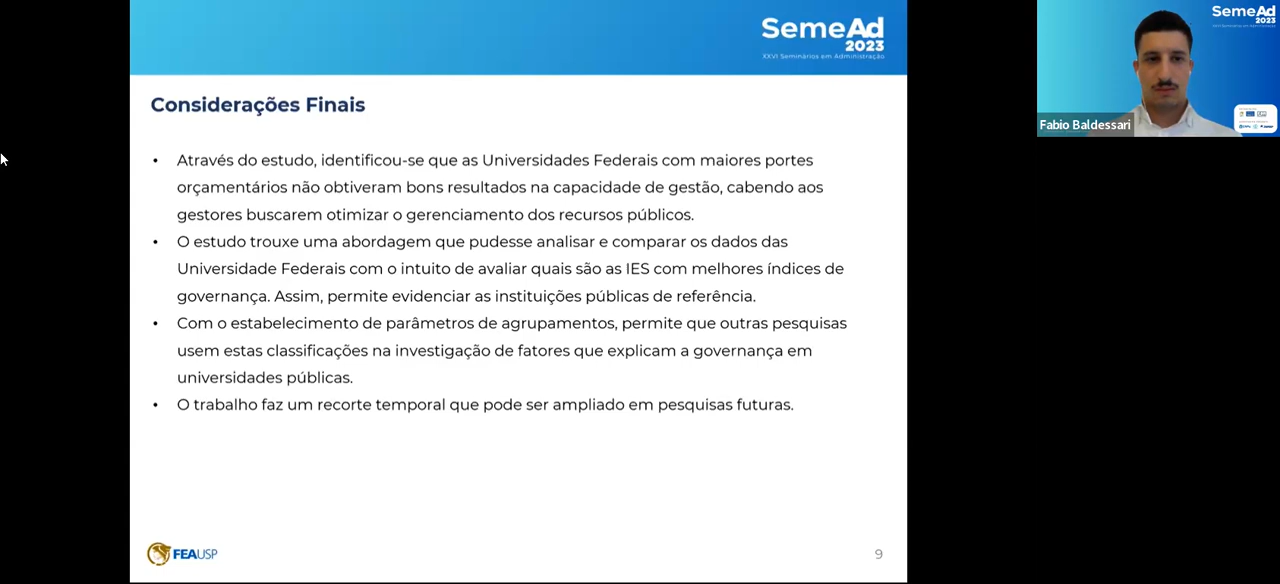 SemeAd
2023
XXVI Seminários em Administração
Considerações Finais
• Através do estudo, identificou-se que as Universidades Federais com maiores portes
orçamentários não obtiveram bons resultados na capacidade de gestão, cabendo aos
gestores buscarem otimizar o gerenciamento dos recursos públicos.
• O estudo trouxe uma abordagem que pudesse analisar e comparar os dados das
Universidade Federais com o intuito de avaliar quais são as IES com melhores índices de
governança. Assim, permite evidenciar as instituições públicas de referência.
• Com o estabelecimento de parâmetros de agrupamentos, permite que outras pesquisas
usem estas classificações na investigação de fatores que explicam a governança em
universidades públicas.
• O trabalho faz um recorte temporal que pode ser ampliado em pesquisas futuras.
FEAUSP
9
SemeAd
2023
Fabio Baldessari